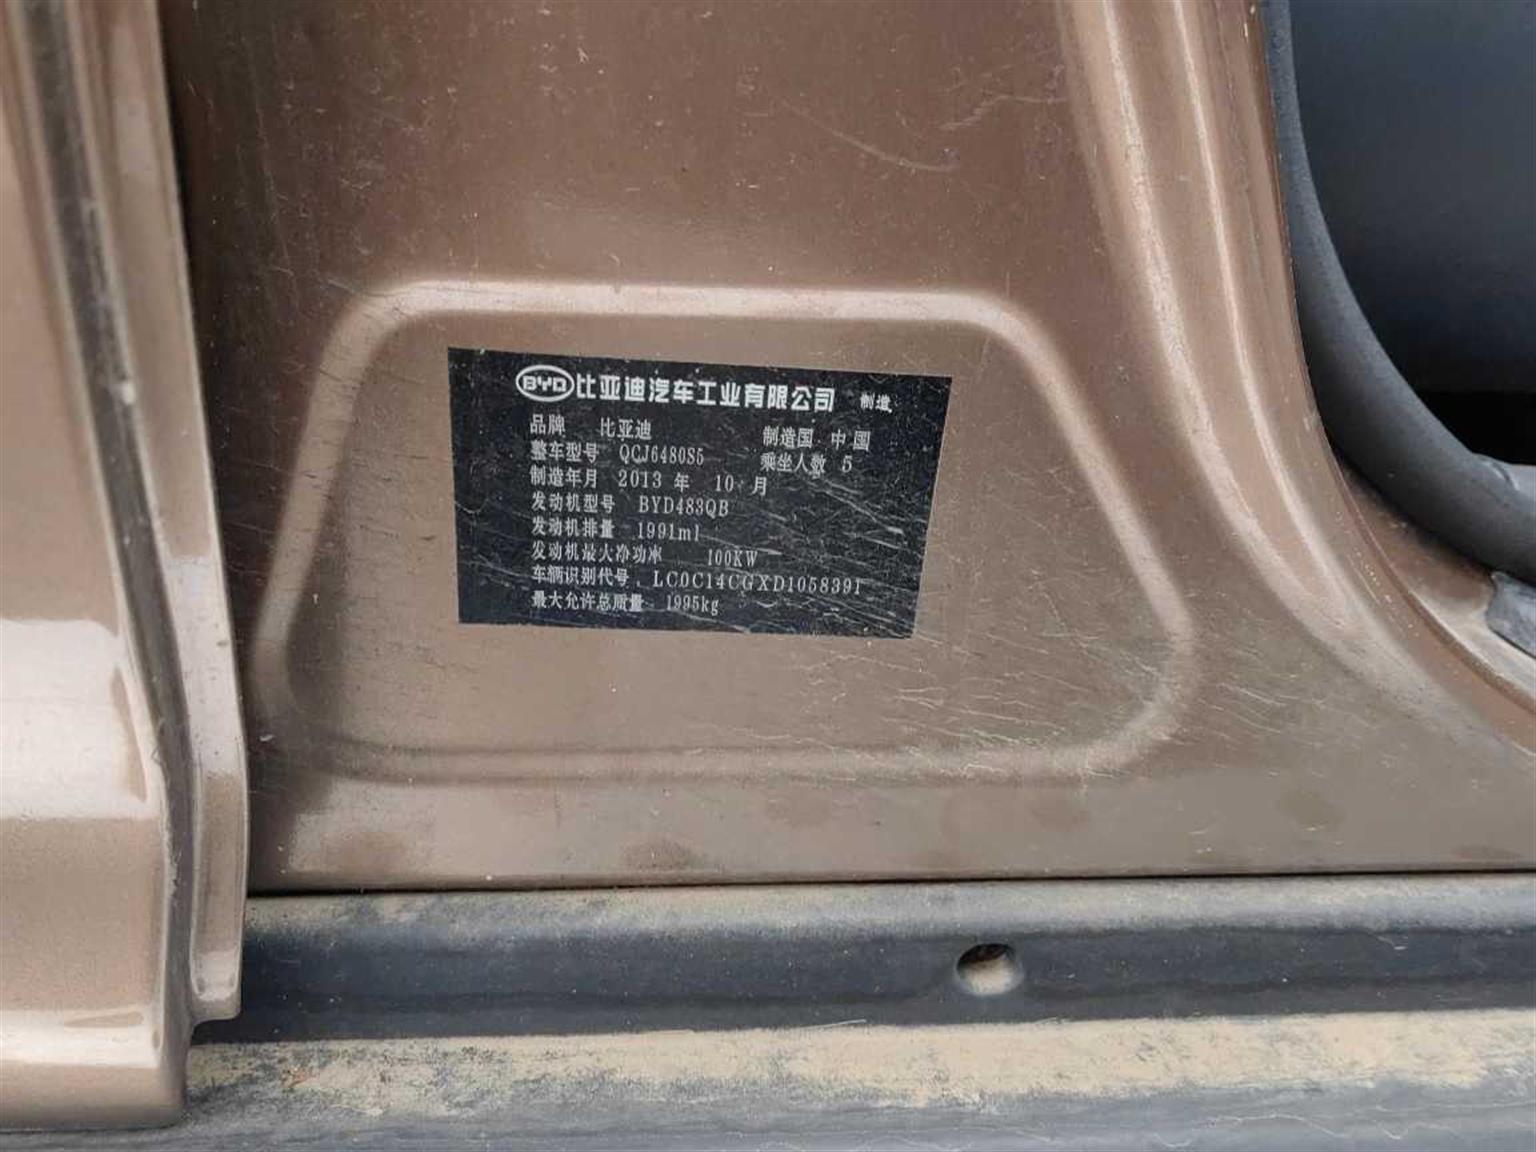 BYD 比亚迪汽车工业有限公司 制造
品牌 比亚迪 制造国 中国
整车型号 QCJ6480S5 乘坐人数 5
制造年月 2013 年 10 月
发动机型号 BYD483QB
发动机排量 1991ml
发动机最大净功率 100KW
车辆识别代号 LC0C14CGXD1058391
最大允许总质量 1995kg